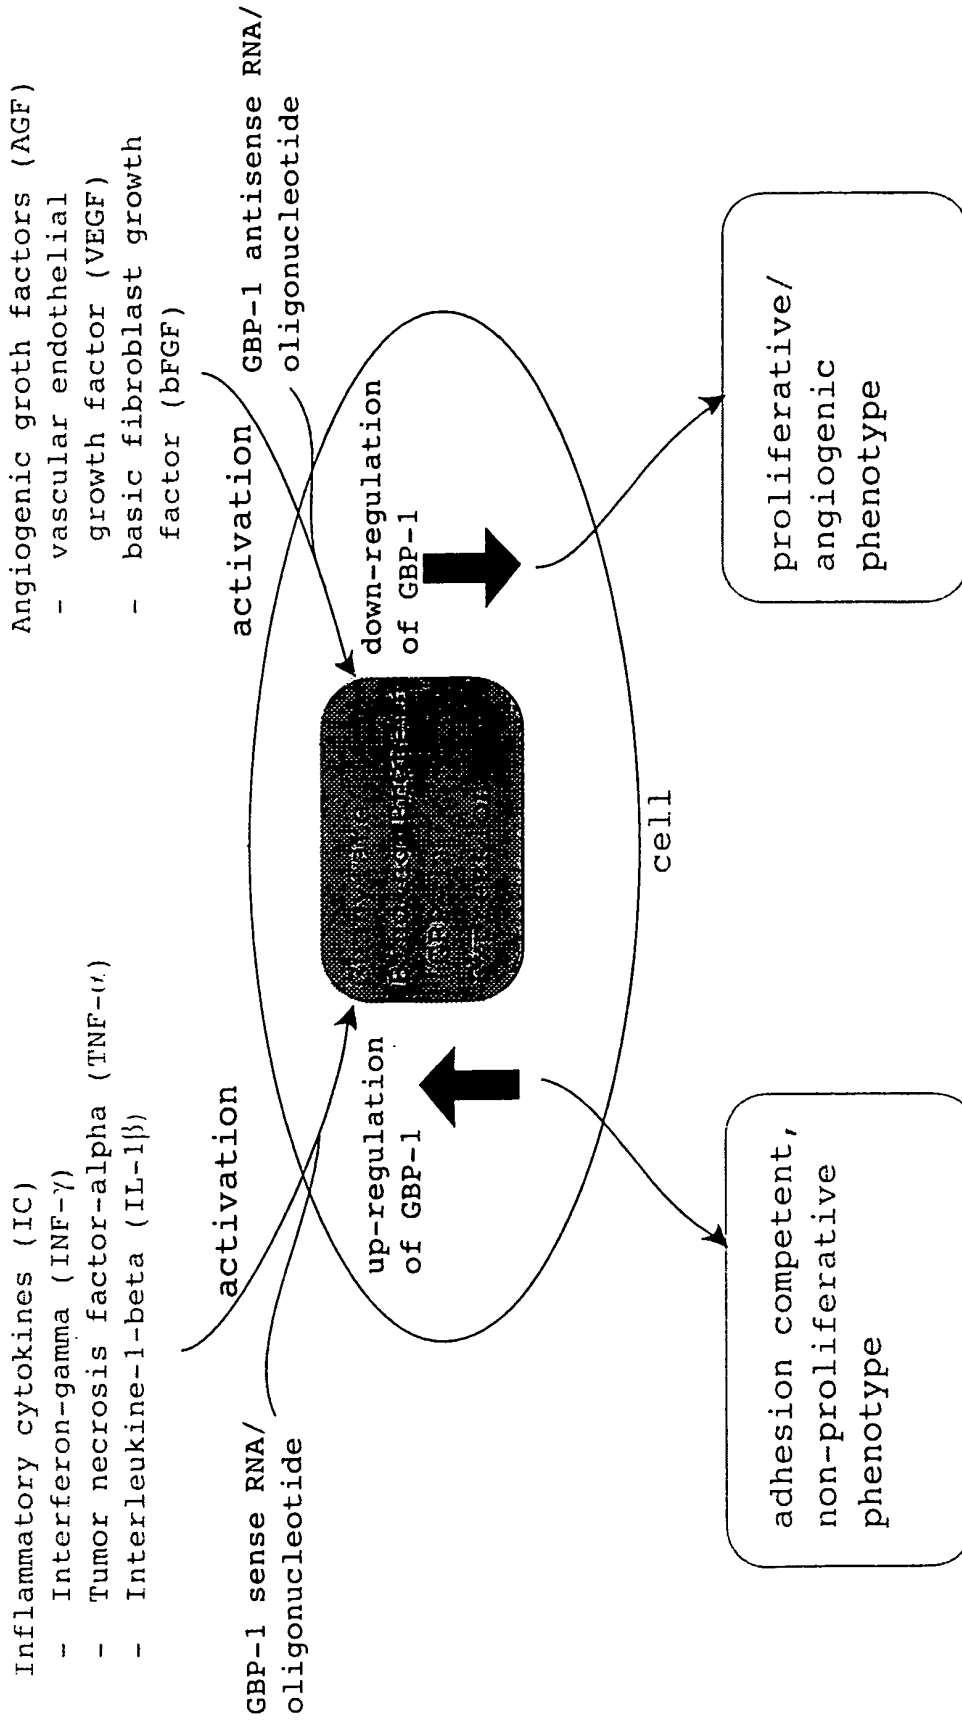 Inflammatory cytokines (IC)
- Interferon-gamma (INF-γ)
- Tumor necrosis factor-alpha (TNF-α)
- Interleukine-1-beta (IL-1β)
Angiogenic groth factors (AGF)
- vascular endothelial
growth factor (VEGF)
- basic fibroblast growth
factor (bFGF)
GBP-1 sense RNA/
oligonucleotide
activation
activation
GBP-1 antisense RNA/
oligonucleotide
up-regulation
of GBP-1
down-regulation
of GBP-1
cell
adhesion competent,
non-proliferative
phenotype
proliferative/
angiogenic
phenotype